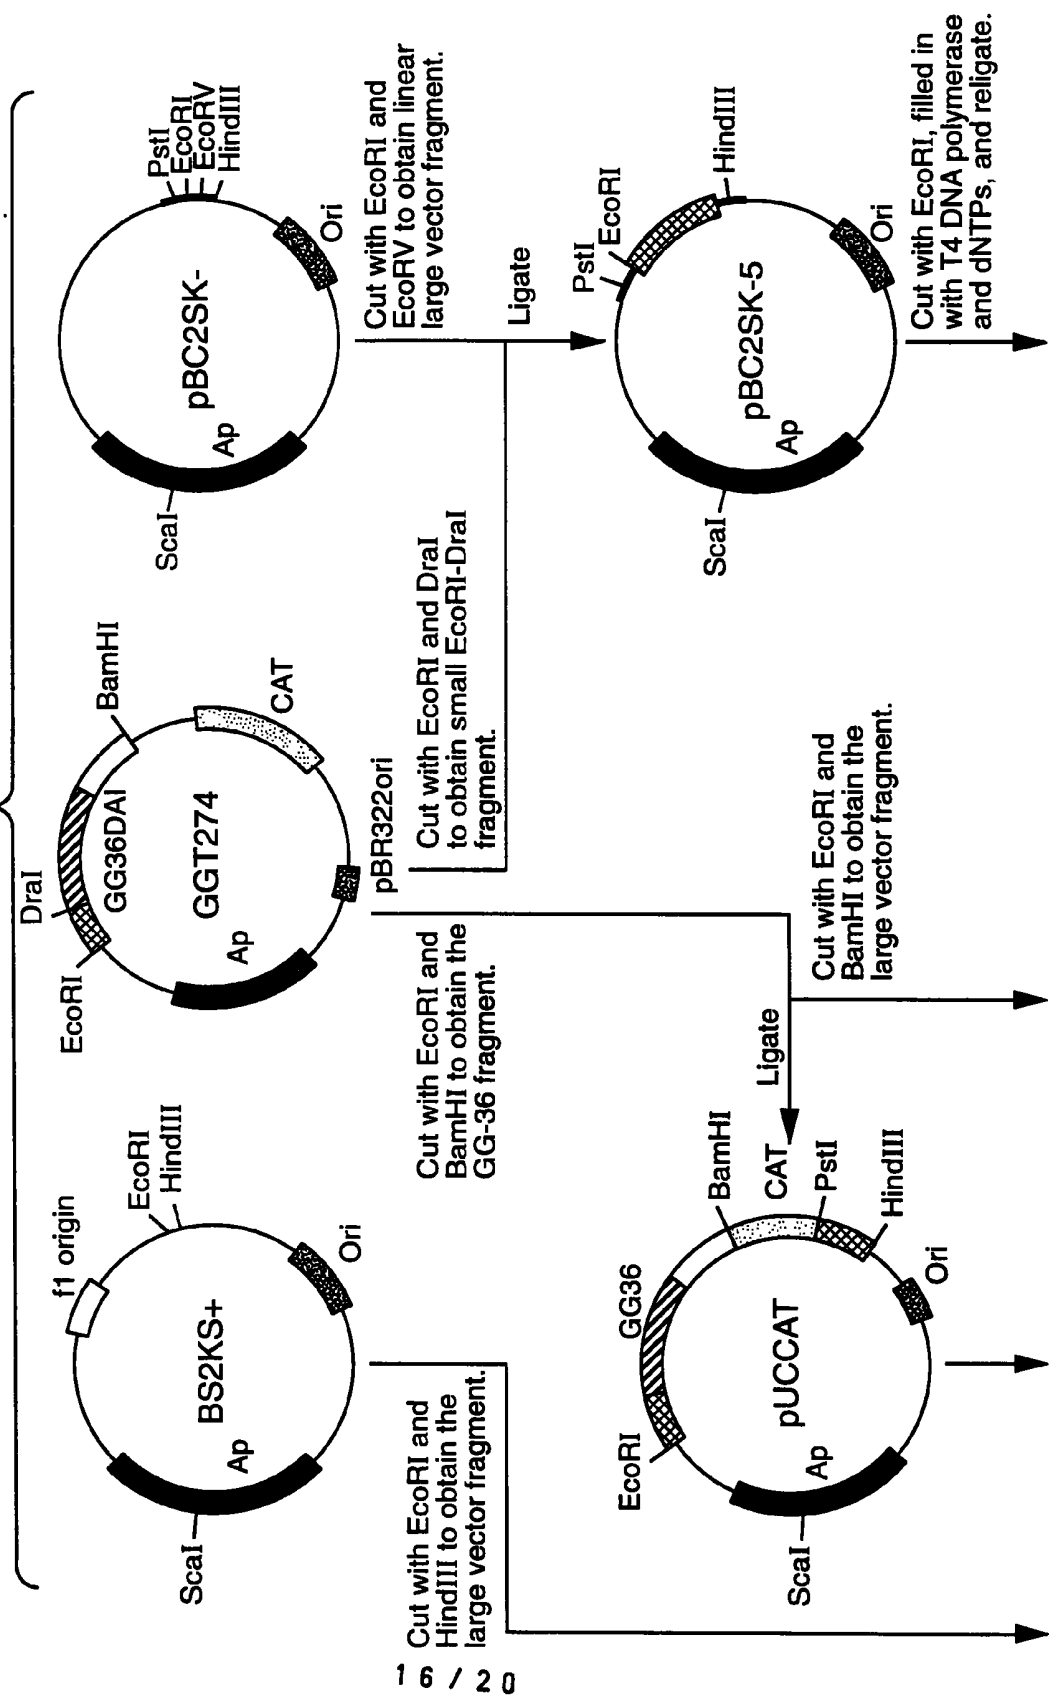 ScaI
Ap
BS2KS+
f1 origin
EcoRI
HindIII
Ori
Cut with EcoRI and
HindIII to obtain the
large vector fragment.
EcoRI
DraI
GG36DAI
BamHI
GGT274
Ap
CAT
pBR322ori
Cut with EcoRI and
BamHI to obtain the
GG-36 fragment.
Cut with EcoRI and DraI
to obtain small EcoRI-DraI
fragment.
ScaI
Ap
pBC2SK-
PstI
EcoRI
EcoRV
HindIII
Ori
Cut with EcoRI and
EcoRV to obtain linear
large vector fragment.
Ligate
ScaI
Ap
pUCCAT
EcoRI
GG36
BamHI
CAT
PstI
HindIII
Ori
Ligate
Cut with EcoRI and
BamHI to obtain the
large vector fragment.
ScaI
Ap
pBC2SK-5
PstI
EcoRI
HindIII
Ori
Cut with EcoRI, filled in
with T4 DNA polymerase
and dNTPs, and religate.
16/20